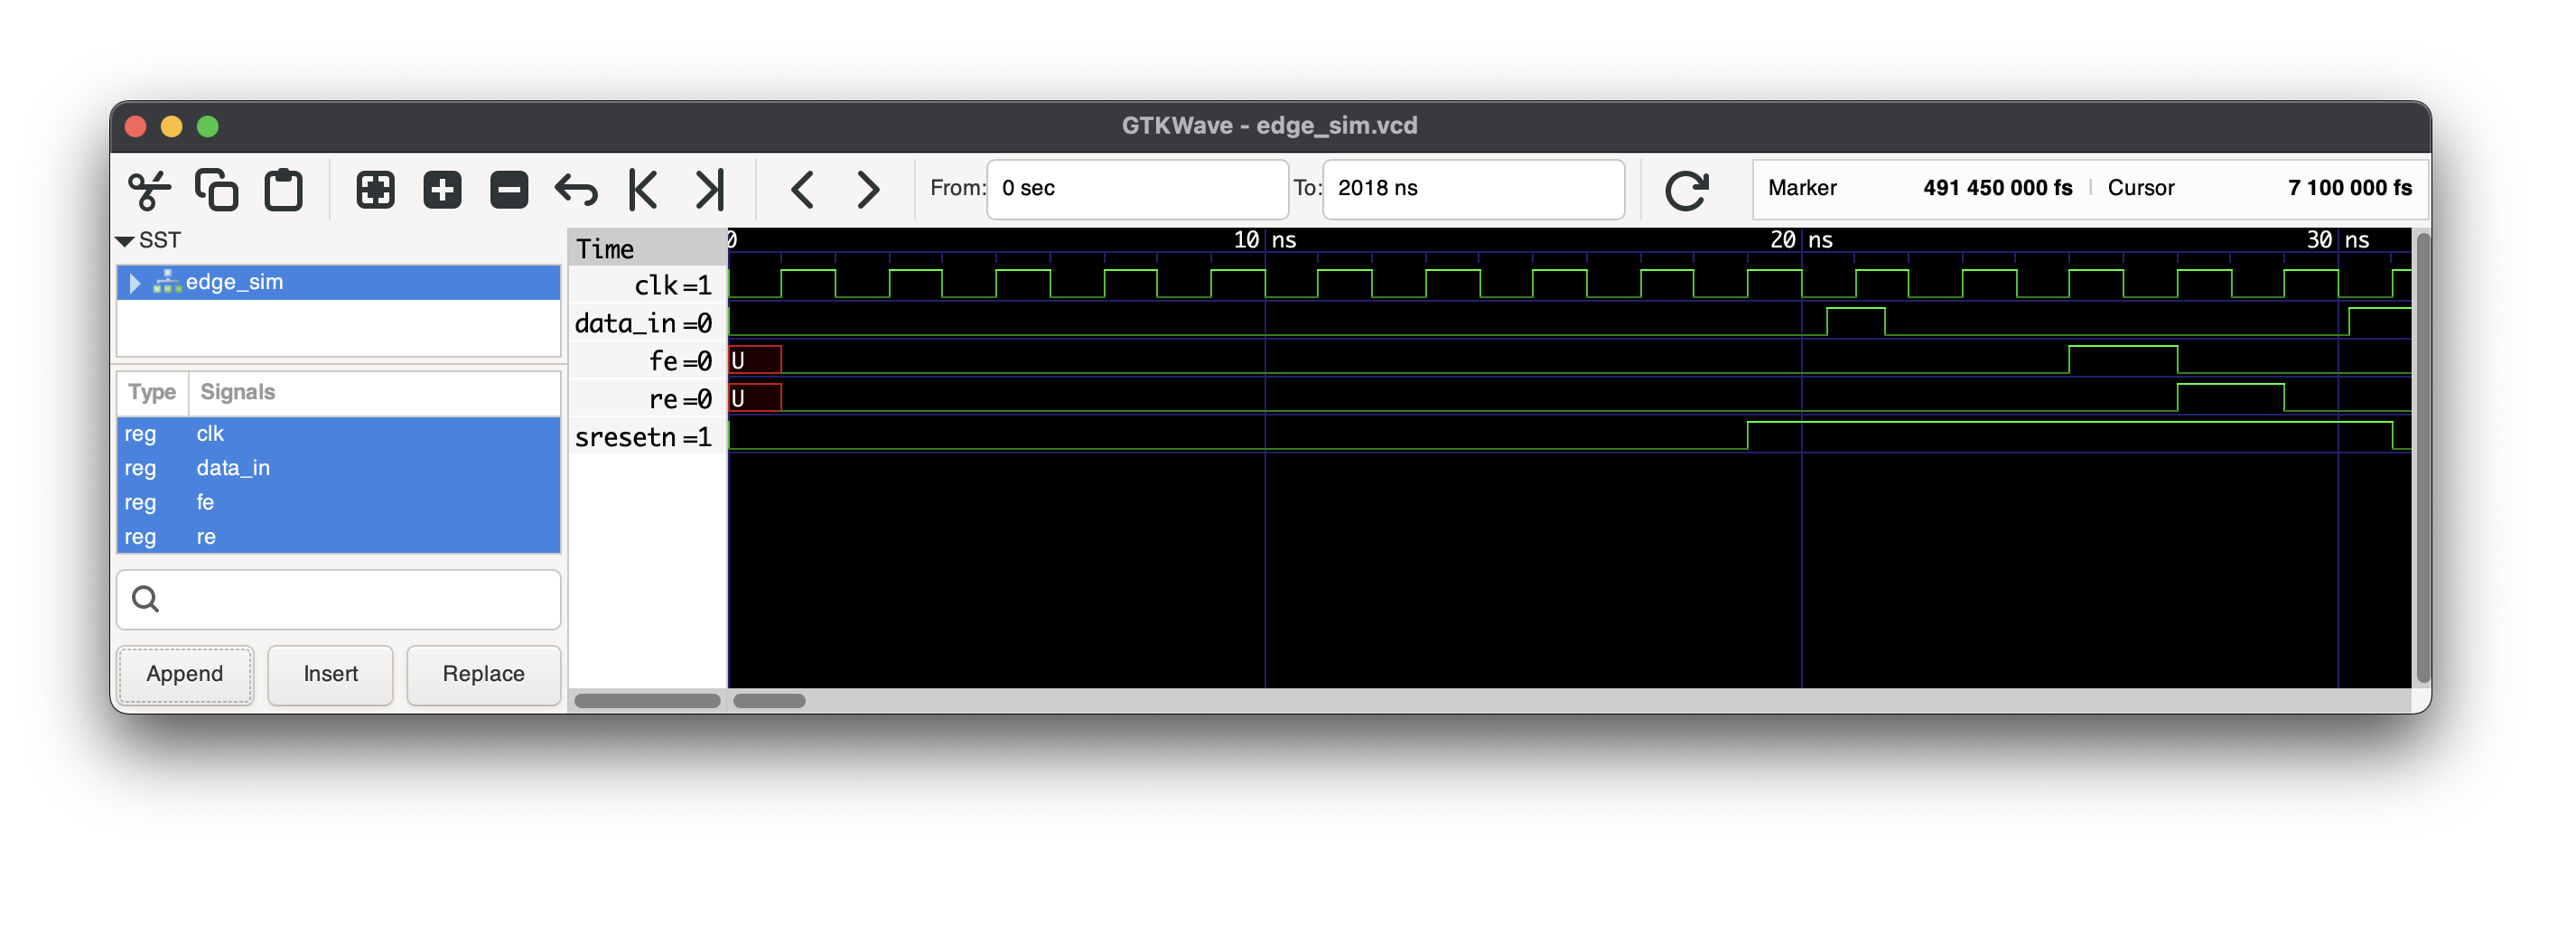 GTKWave - edge_sim.vcd
From: 0 sec To: 2018 ns Marker 491 450 000 fs | Cursor 7 100 000 fs
SST
edge_sim
Type Signals
reg clk
reg data_in
reg fe
reg re
Append Insert Replace
Time
clk =1
data_in =0
fe =0
re =0
sresetn =1
0 10 ns 20 ns 30 ns
U
U